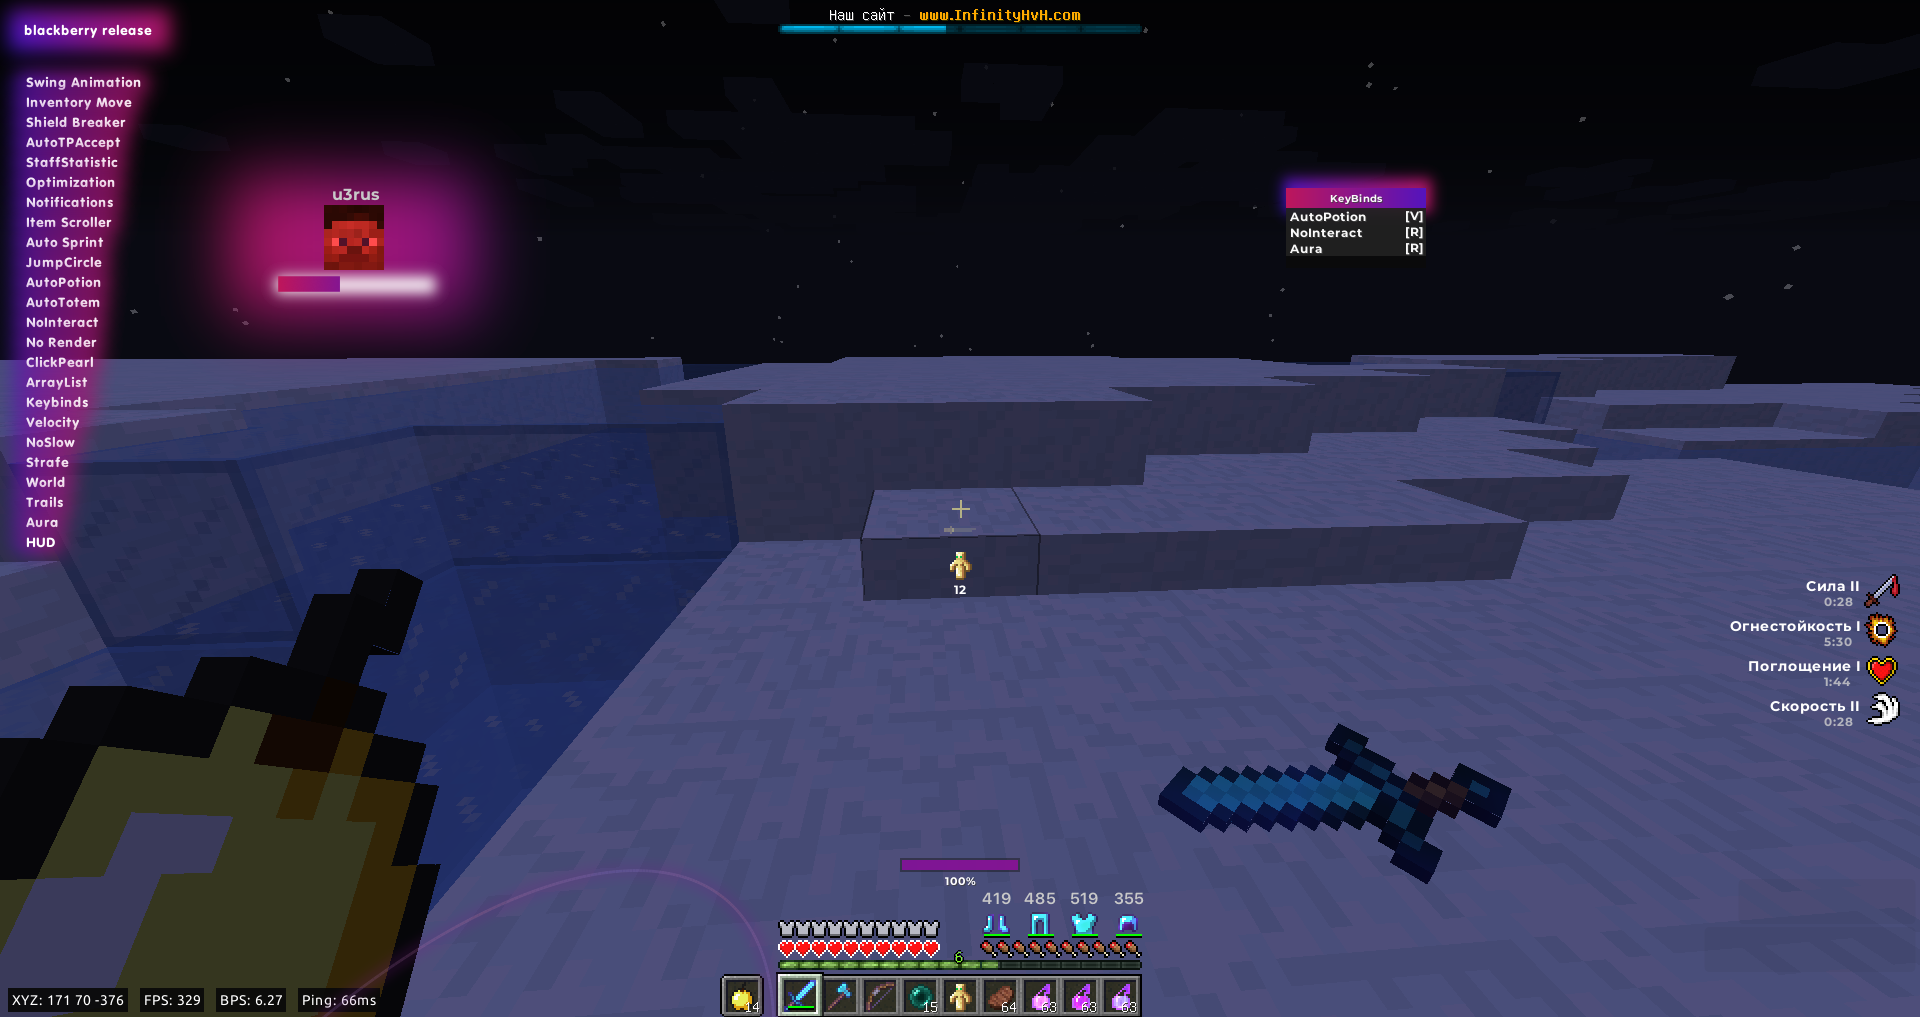 Наш сайт - www.InfinityHvH.com
blackberry release
Swing Animation
Inventory Move
Shield Breaker
AutoTPAccept
StaffStatistic
Optimization
Notifications
Item Scroller
Auto Sprint
JumpCircle
AutoPotion
AutoTotem
NoInteract
No Render
ClickPearl
ArrayList
Keybinds
Velocity
NoSlow
Strafe
World
Trails
Aura
HUD
u3rus
KeyBinds
AutoPotion [V]
NoInteract [R]
Aura [R]
12
Сила II
0:28
Огнестойкость I
5:30
Поглощение I
1:44
Скорость II
0:28
100%
419 485 519 355
6
14 15 64 63 63 63
XYZ: 171 70 -376 FPS: 329 BPS: 6.27 Ping: 66ms